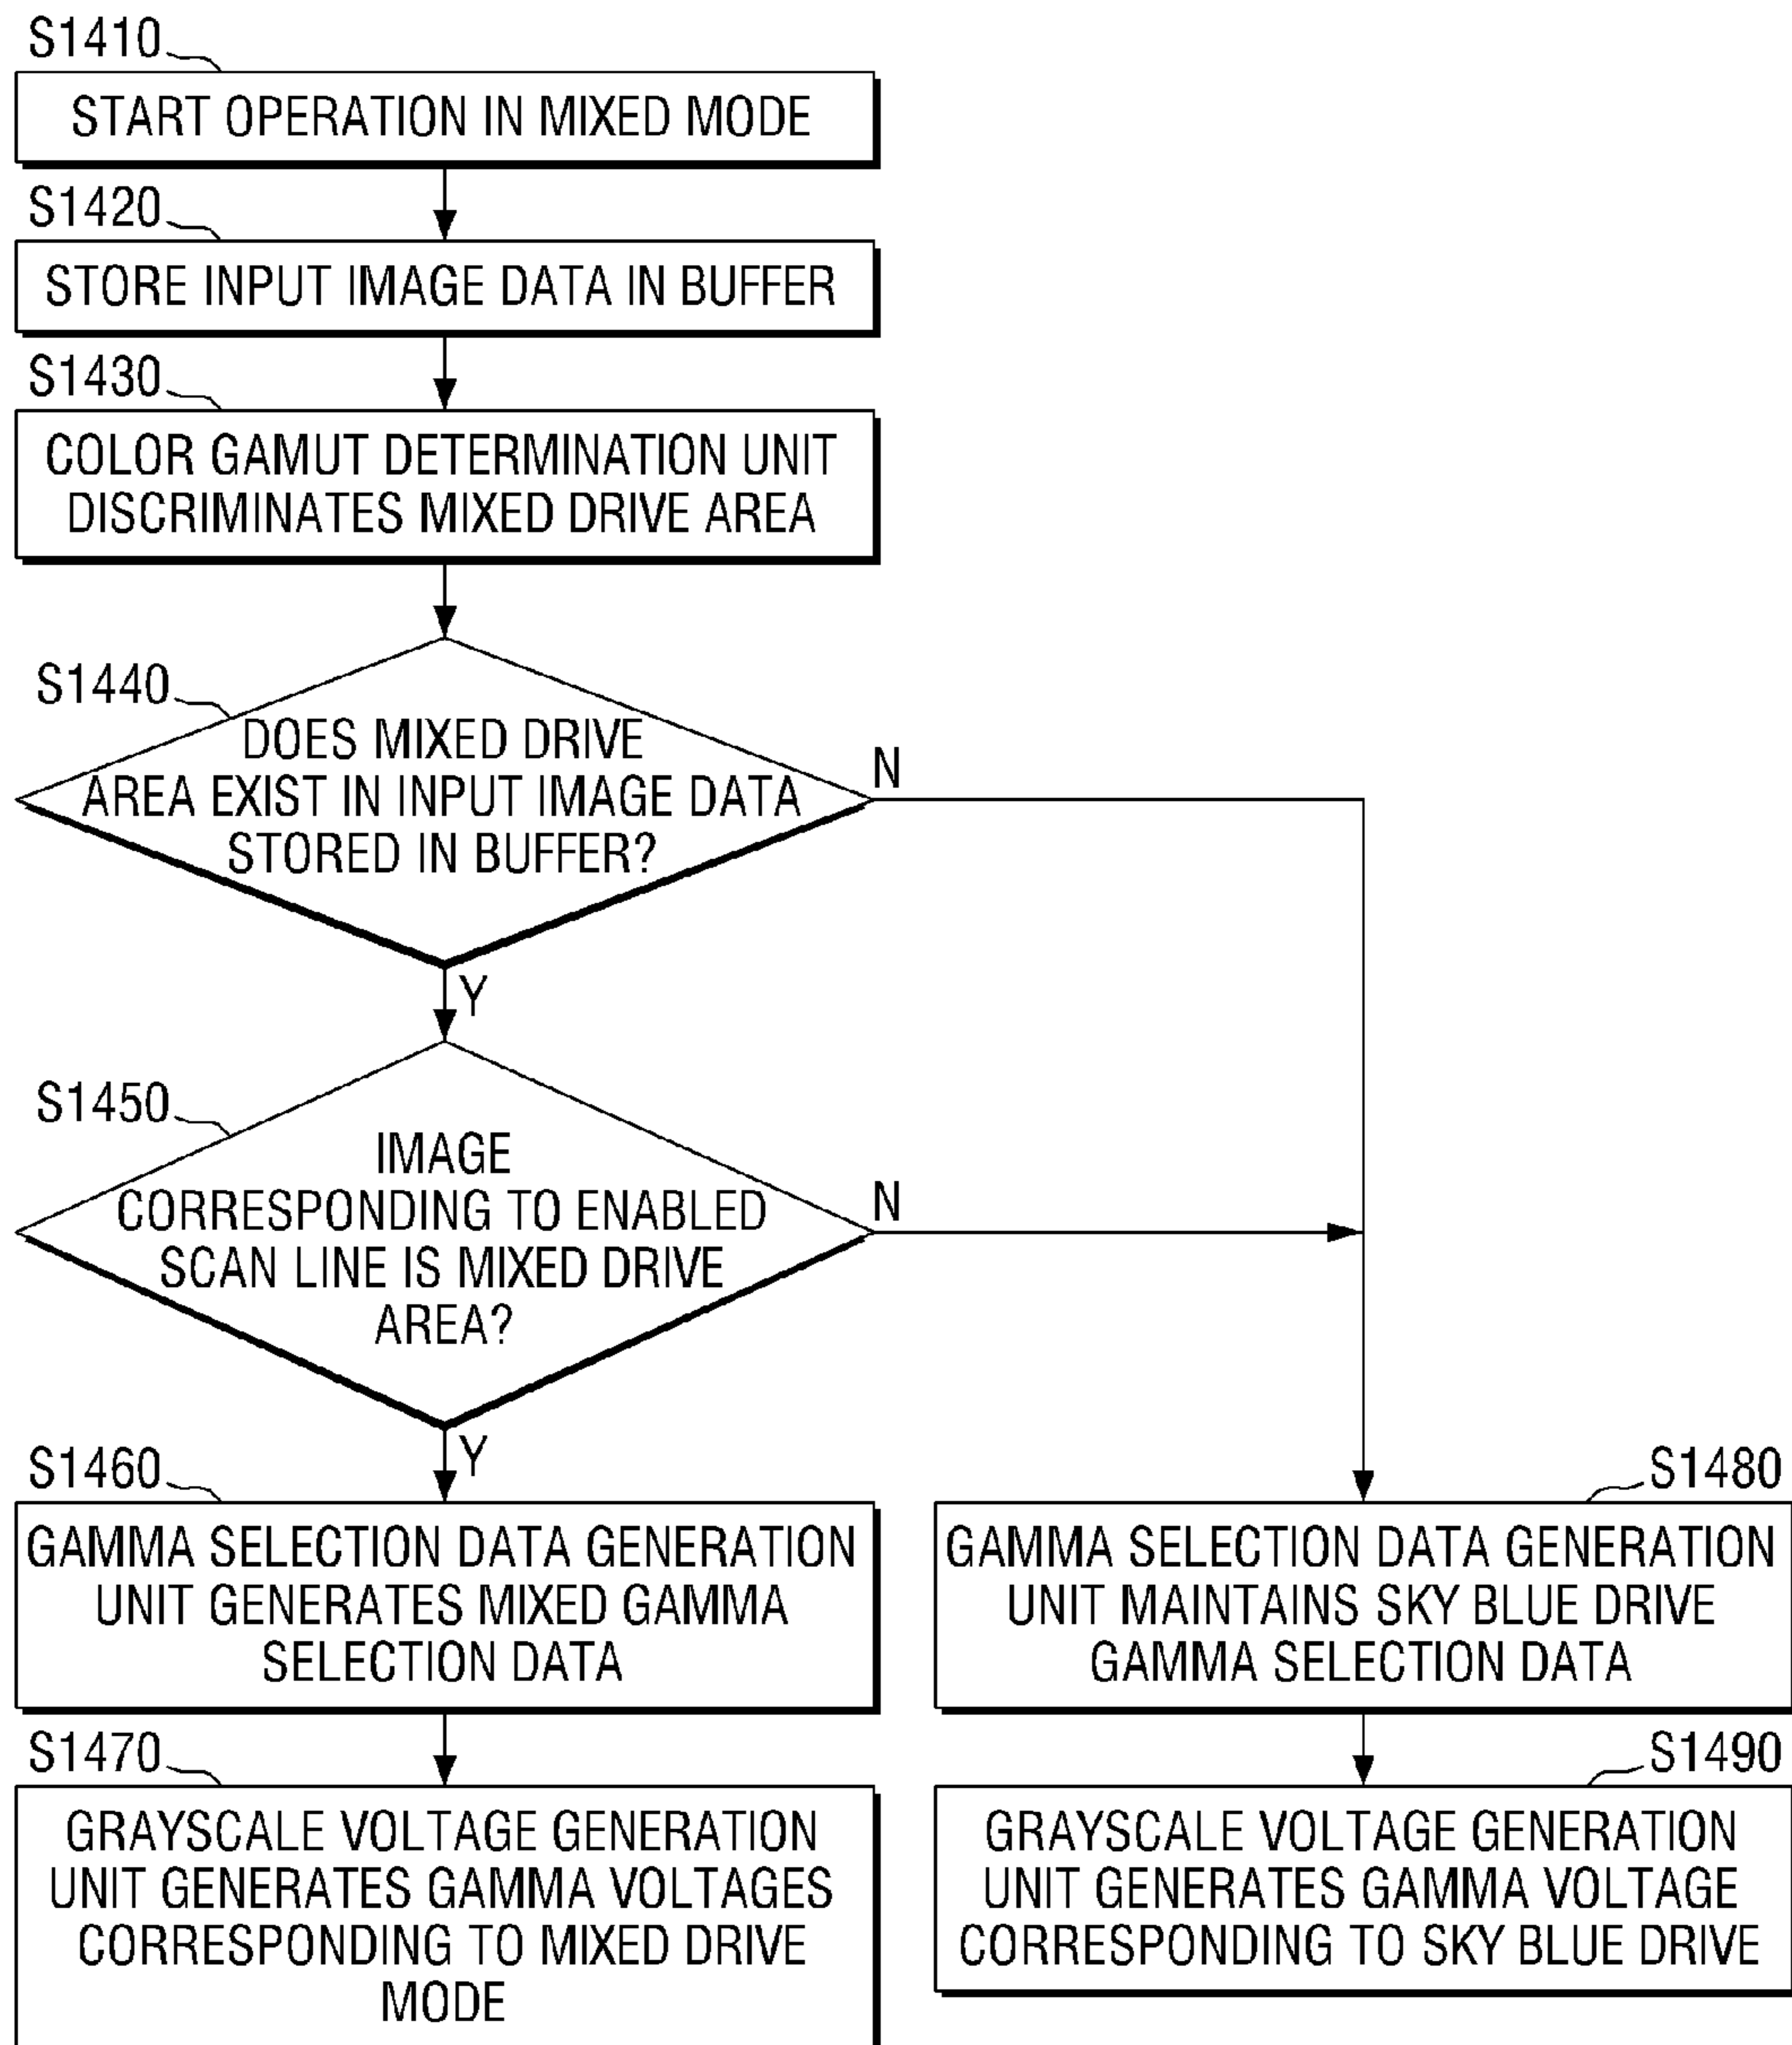 S1410
START OPERATION IN MIXED MODE
S1420
STORE INPUT IMAGE DATA IN BUFFER
S1430
COLOR GAMUT DETERMINATION UNIT
DISCRIMINATES MIXED DRIVE AREA
S1440
DOES MIXED DRIVE
AREA EXIST IN INPUT IMAGE DATA
STORED IN BUFFER?
N
Y
S1450
IMAGE
CORRESPONDING TO ENABLED
SCAN LINE IS MIXED DRIVE
AREA?
N
Y
S1460
GAMMA SELECTION DATA GENERATION
UNIT GENERATES MIXED GAMMA
SELECTION DATA
S1470
GRAYSCALE VOLTAGE GENERATION
UNIT GENERATES GAMMA VOLTAGES
CORRESPONDING TO MIXED DRIVE
MODE
S1480
GAMMA SELECTION DATA GENERATION
UNIT MAINTAINS SKY BLUE DRIVE
GAMMA SELECTION DATA
S1490
GRAYSCALE VOLTAGE GENERATION
UNIT GENERATES GAMMA VOLTAGE
CORRESPONDING TO SKY BLUE DRIVE